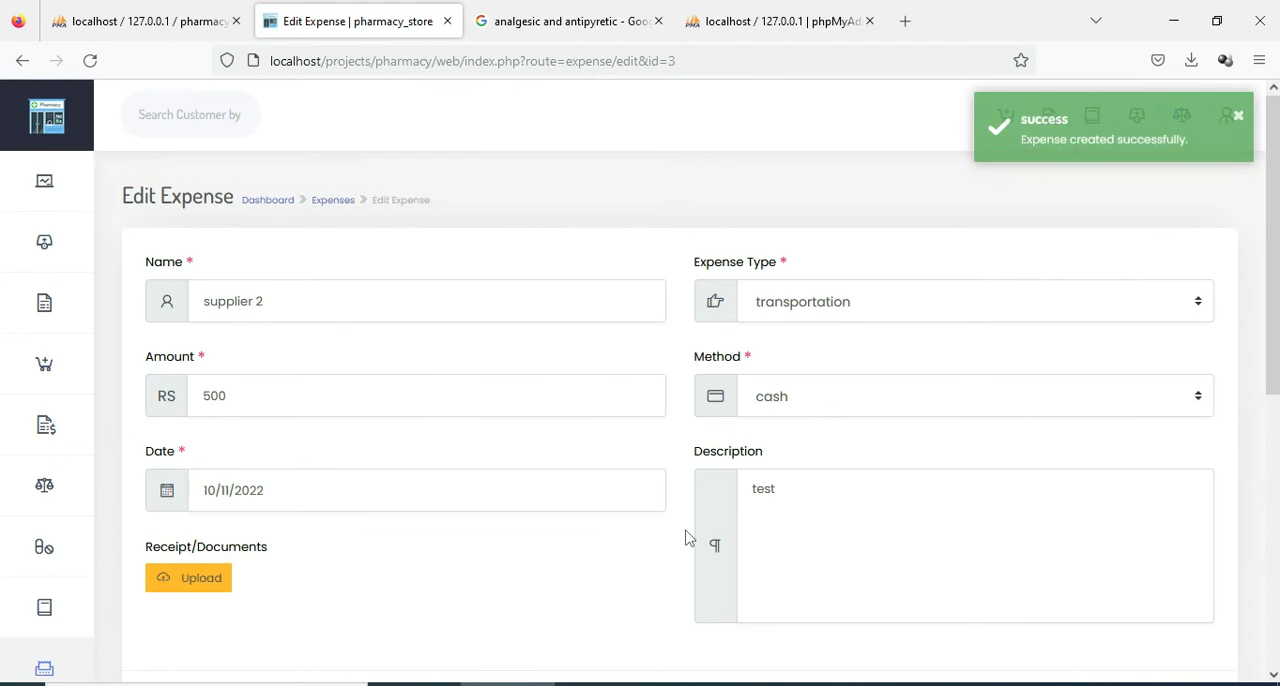 localhost / 127.0.0.1 / pharmacy
Edit Expense | pharmacy_store
analgesic and antipyretic - Goo
localhost / 127.0.0.1 | phpMyAd
localhost/projects/pharmacy/web/index.php?route=expense/edit&id=3
Pharmacy
Search Customer by
success
Expense created successfully.
Edit Expense Dashboard » Expenses » Edit Expense
Name *
Expense Type *
supplier 2
transportation
Amount *
Method *
RS 500
cash
Date *
Description
10/11/2022
test
Receipt/Documents
Upload